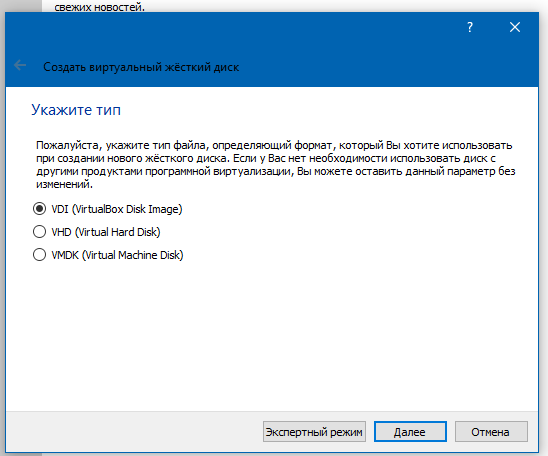 свежих новостей.
?
Создать виртуальный жёсткий диск
Укажите тип
Пожалуйста, укажите тип файла, определяющий формат, который Вы хотите использовать
при создании нового жёсткого диска. Если у Вас нет необходимости использовать диск с
другими продуктами программной виртуализации, Вы можете оставить данный параметр без
изменений.
VDI (VirtualBox Disk Image)
VHD (Virtual Hard Disk)
VMDK (Virtual Machine Disk)
Экспертный режим Далее Отмена